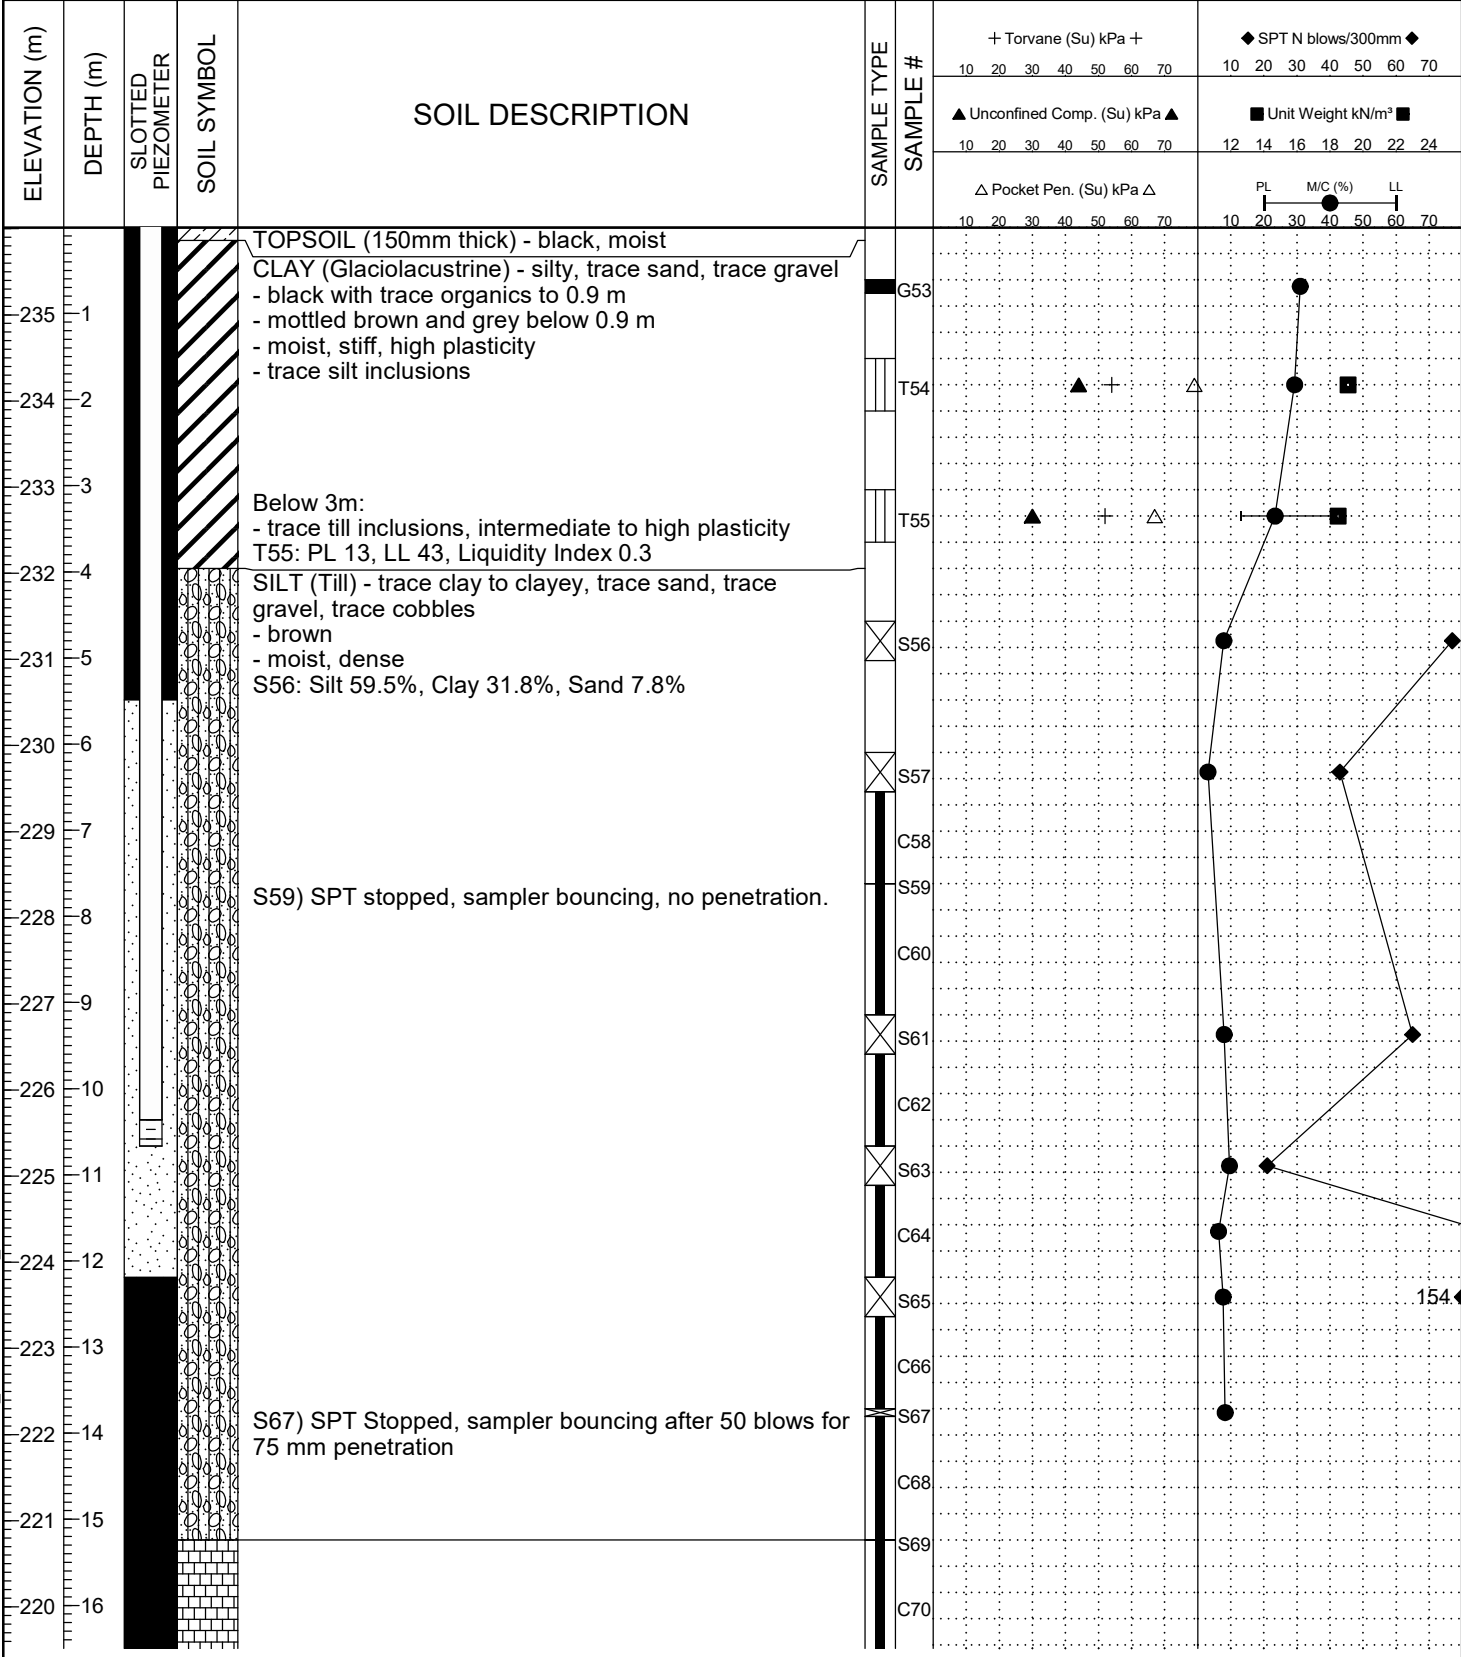 ELEVATION (m)
DEPTH (m)
SLOTTED
PIEZOMETER
SOIL SYMBOL
SOIL DESCRIPTION
SAMPLE TYPE
SAMPLE #
+ Torvane (Su) kPa +
10 20 30 40 50 60 70
▲ Unconfined Comp. (Su) kPa ▲
10 20 30 40 50 60 70
△ Pocket Pen. (Su) kPa △
10 20 30 40 50 60 70
◆ SPT N blows/300mm ◆
10 20 30 40 50 60 70
■ Unit Weight kN/m³ ■
12 14 16 18 20 22 24
PL M/C (%) LL
10 20 30 40 50 60 70
TOPSOIL (150mm thick) - black, moist
CLAY (Glaciolacustrine) - silty, trace sand, trace gravel
- black with trace organics to 0.9 m
- mottled brown and grey below 0.9 m
- moist, stiff, high plasticity
- trace silt inclusions
Below 3m:
- trace till inclusions, intermediate to high plasticity
T55: PL 13, LL 43, Liquidity Index 0.3
SILT (Till) - trace clay to clayey, trace sand, trace
gravel, trace cobbles
- brown
- moist, dense
S56: Silt 59.5%, Clay 31.8%, Sand 7.8%
S59) SPT stopped, sampler bouncing, no penetration.
S67) SPT Stopped, sampler bouncing after 50 blows for
75 mm penetration
235 1
234 2
233 3
232 4
231 5
230 6
229 7
228 8
227 9
226 10
225 11
224 12
223 13
222 14
221 15
220 16
G53
T54
T55
S56
S57
C58
S59
C60
S61
C62
S63
C64
S65
C66
S67
C68
S69
C70
154